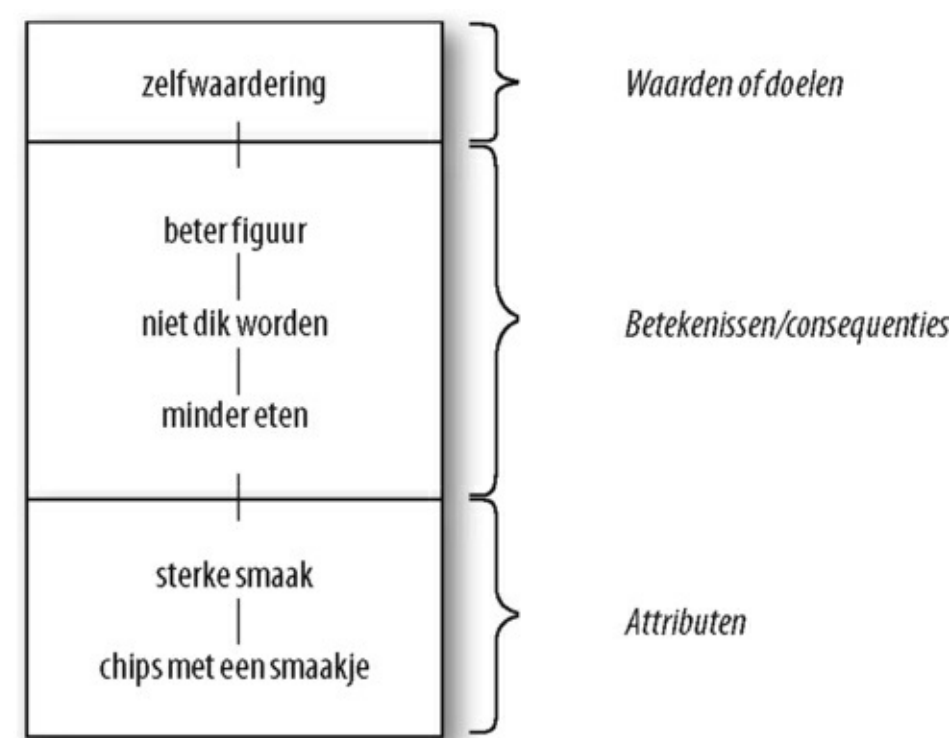 zelfwaardering
Waarden of doelen
beter figuur
niet dik worden
Betekenissen/consequenties
minder eten
sterke smaak
Attributen
chips met een smaakje